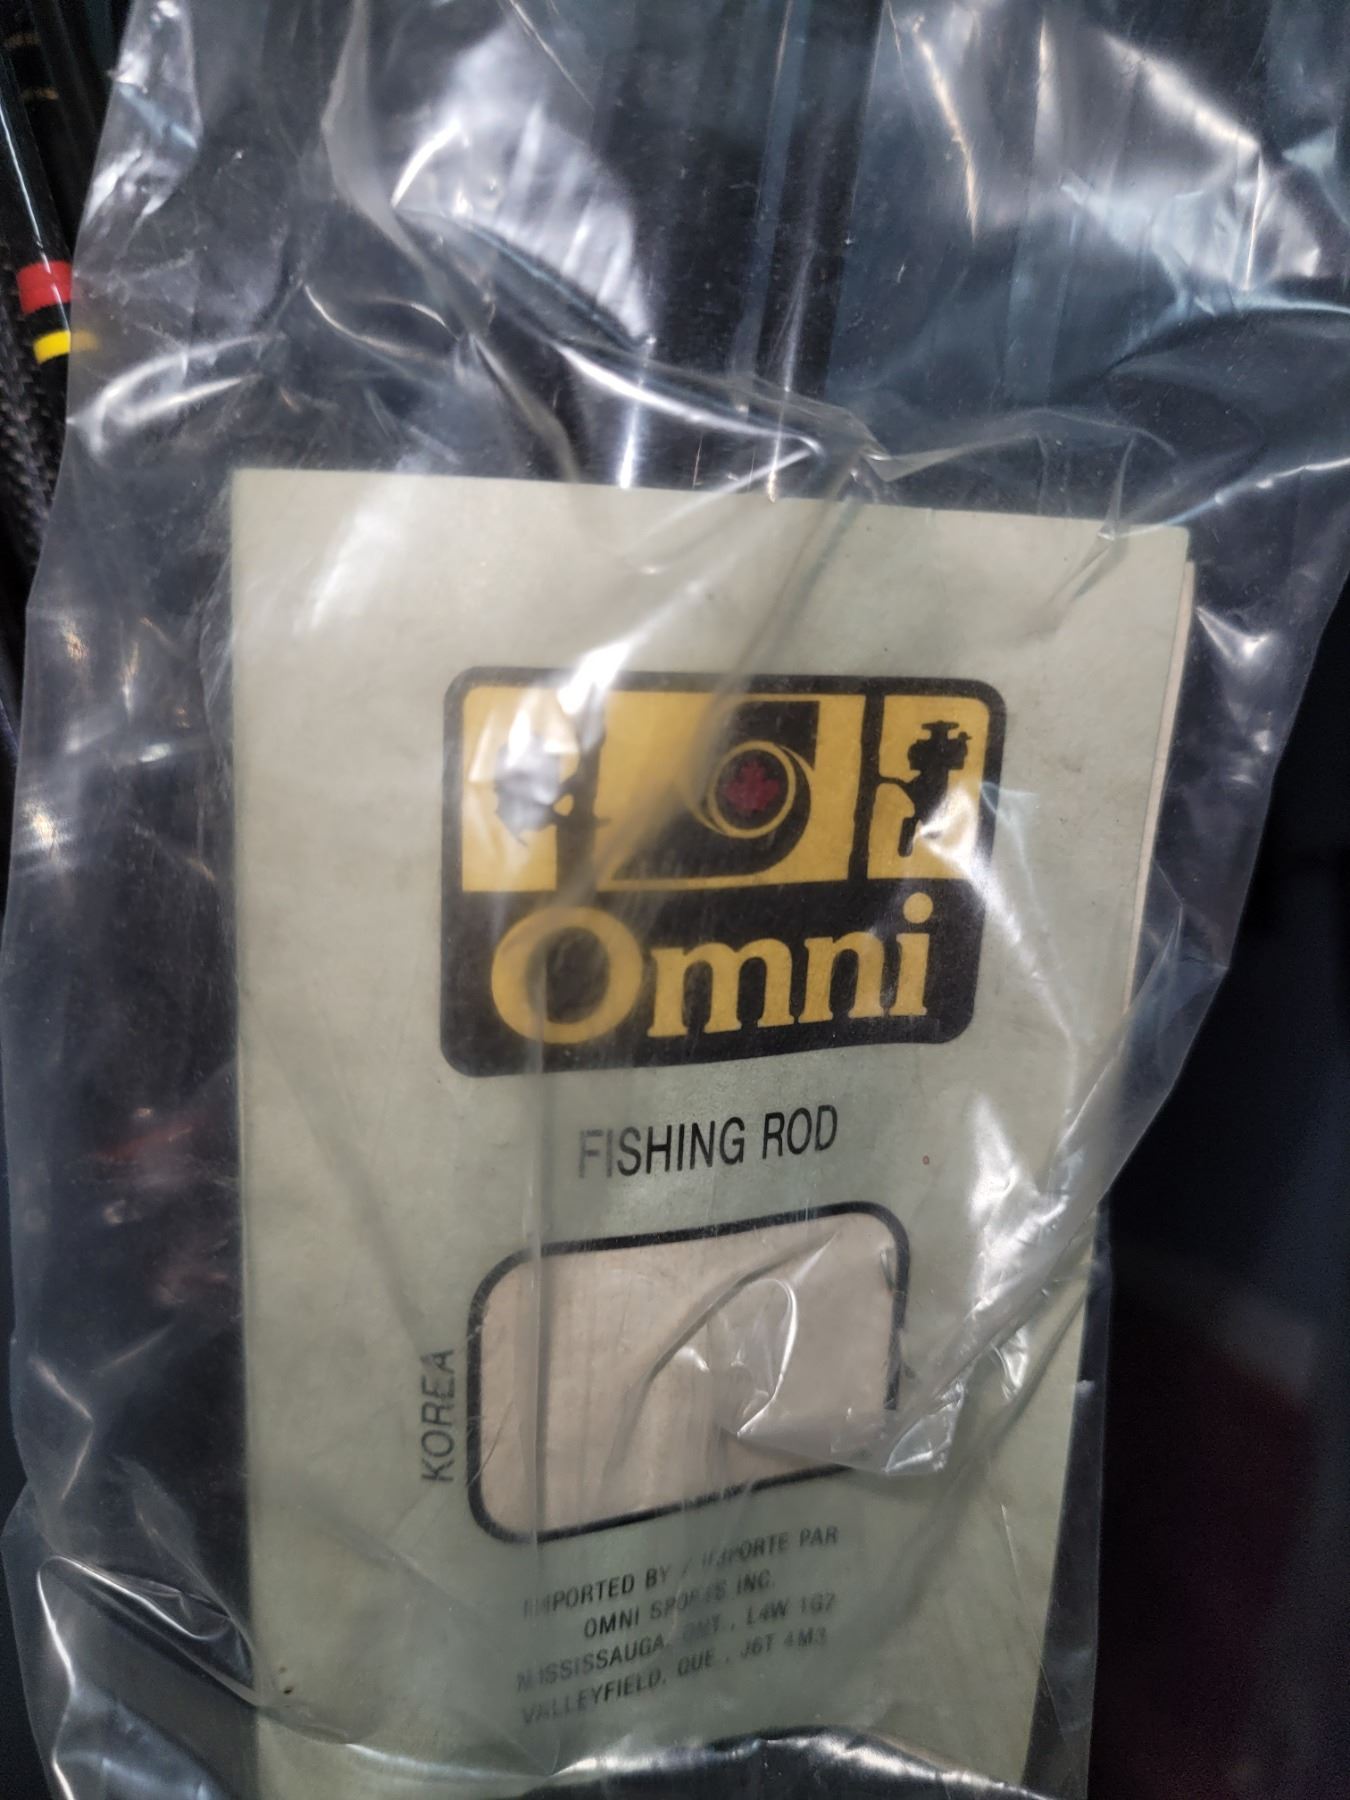 Omni
FISHING ROD
KOREA
IMPORTED BY / IMPORTE PAR
OMNI SPORTS INC.
MISSISSAUGA, ONT., L4W 1G7
VALLEYFIELD, QUE., J6T 4M3